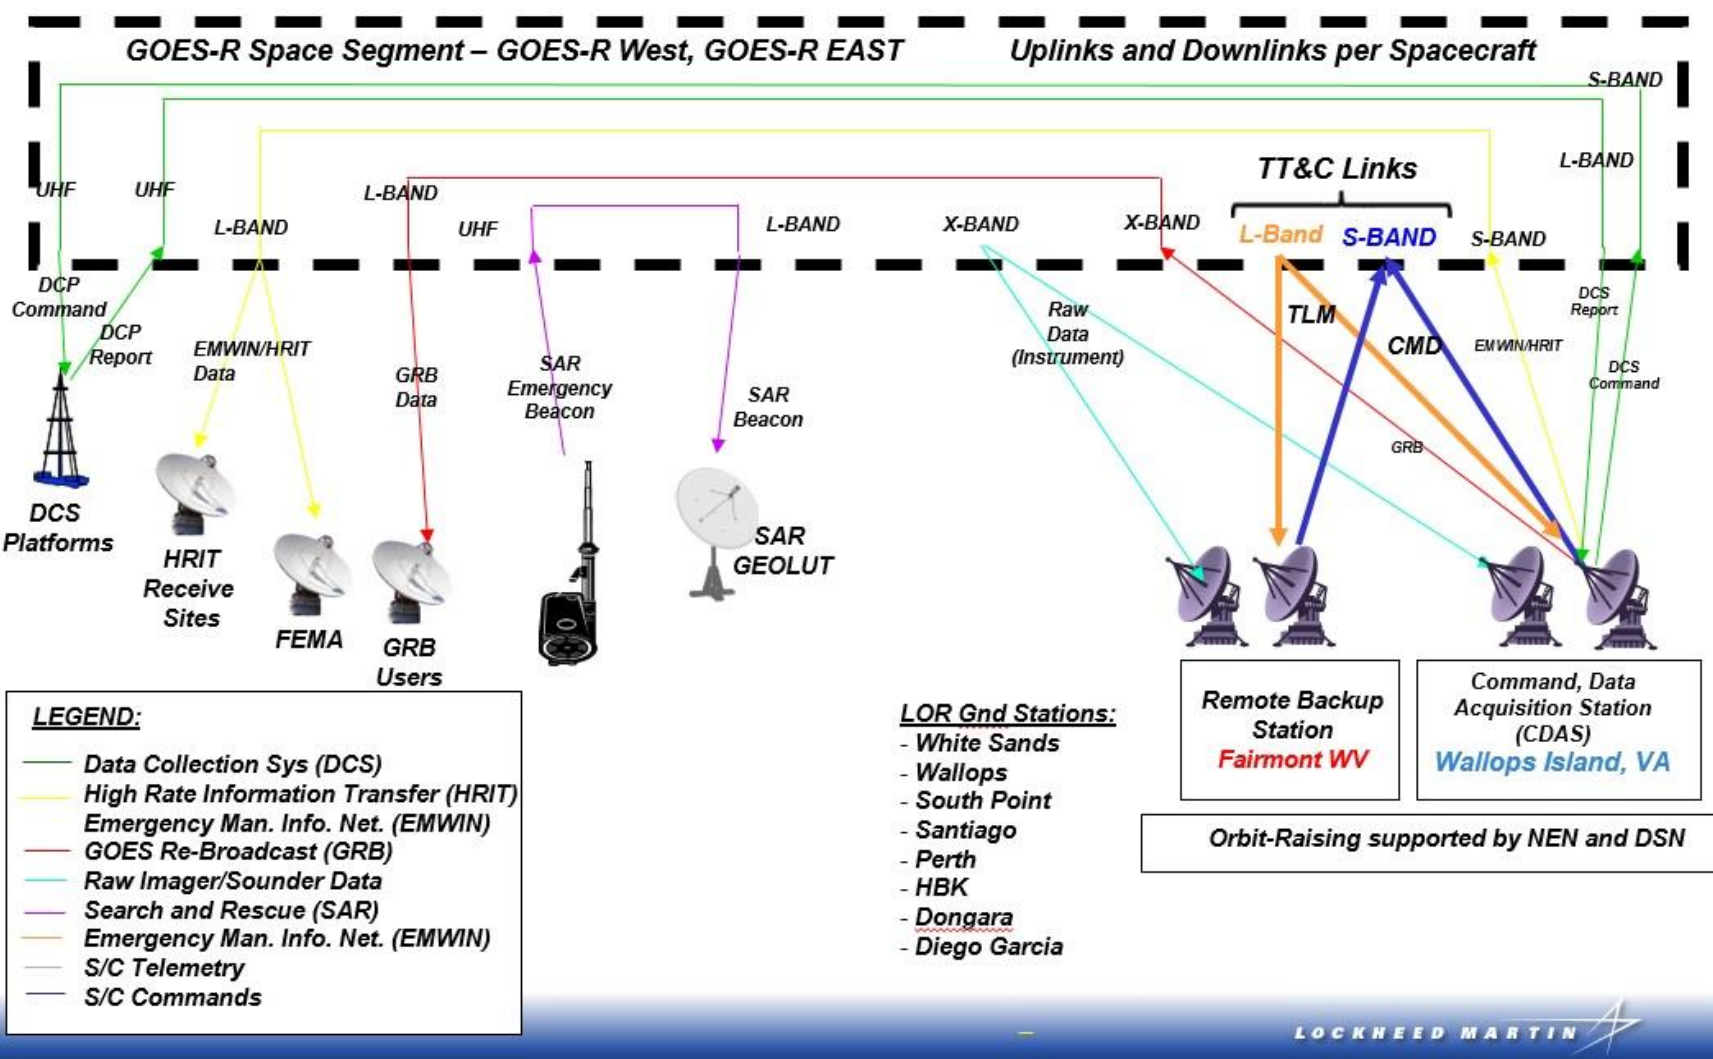 GOES-R Space Segment – GOES-R West, GOES-R EAST
Uplinks and Downlinks per Spacecraft
S-BAND
L-BAND
TT&C Links
UHF
UHF
L-BAND
L-BAND
UHF
L-BAND
X-BAND
X-BAND
L-Band
S-BAND
S-BAND
DCP
Command
DCP
Report
EMWIN/HRIT
Data
GRB
Data
SAR
Emergency
Beacon
SAR
Beacon
Raw
Data
(Instrument)
TLM
CMD
EMWIN/HRIT
DCS
Report
DCS
Command
GRB
DCS
Platforms
HRIT
Receive
Sites
FEMA
GRB
Users
SAR
GEOLUT
LEGEND:
Data Collection Sys (DCS)
High Rate Information Transfer (HRIT)
Emergency Man. Info. Net. (EMWIN)
GOES Re-Broadcast (GRB)
Raw Imager/Sounder Data
Search and Rescue (SAR)
Emergency Man. Info. Net. (EMWIN)
S/C Telemetry
S/C Commands
LOR Gnd Stations:
- White Sands
- Wallops
- South Point
- Santiago
- Perth
- HBK
- Dongara
- Diego Garcia
Remote Backup
Station
Fairmont WV
Command, Data
Acquisition Station
(CDAS)
Wallops Island, VA
Orbit-Raising supported by NEN and DSN
LOCKHEED MARTIN